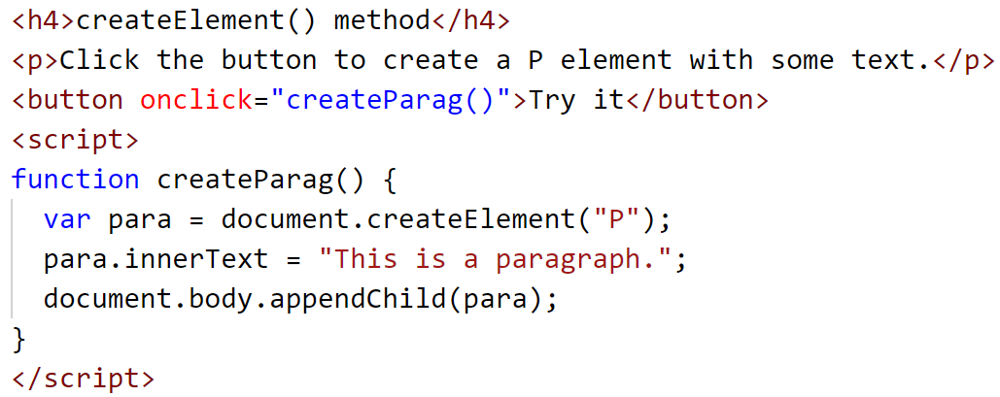 <h4>createElement() method</h4>
<p>Click the button to create a P element with some text.</p>
<button onclick="createParag()">Try it</button>
<script>
function createParag() {
  var para = document.createElement("P");
  para.innerText = "This is a paragraph.";
  document.body.appendChild(para);
}
</script>